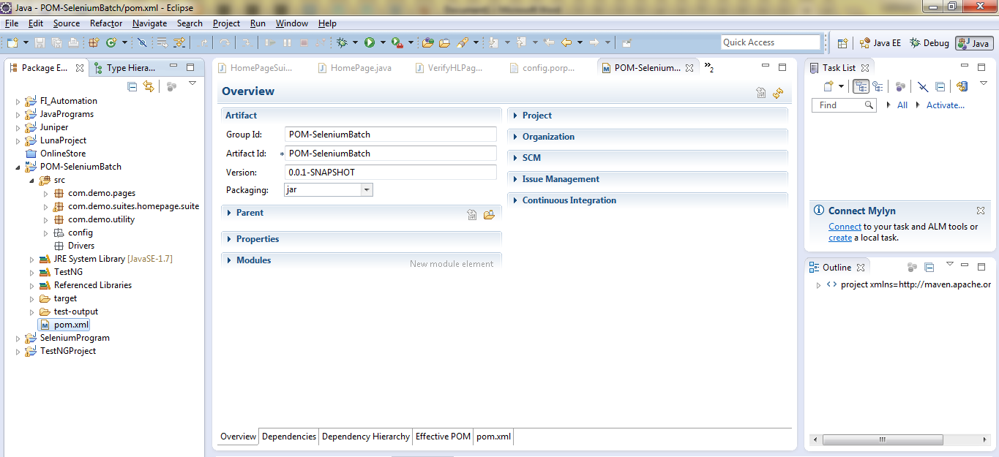 Java - POM-SeleniumBatch/pom.xml - Eclipse
File Edit Source Refactor Navigate Search Project Run Window Help
Quick Access
Java EE Debug Java
Package E...
Type Hiera...
FI_Automation
JavaPrograms
Juniper
LunaProject
OnlineStore
POM-SeleniumBatch
src
com.demo.pages
com.demo.suites.homepage.suite
com.demo.utility
config
Drivers
JRE System Library [JavaSE-1.7]
TestNG
Referenced Libraries
target
test-output
pom.xml
SeleniumProgram
TestNGProject
HomePageSui... HomePage.java VerifyHLPag... config.porp... POM-Selenium... »2
Overview
Artifact
Group Id: POM-SeleniumBatch
Artifact Id: * POM-SeleniumBatch
Version: 0.0.1-SNAPSHOT
Packaging: jar
Parent
Properties
Modules
New module element
Project
Organization
SCM
Issue Management
Continuous Integration
Overview Dependencies Dependency Hierarchy Effective POM pom.xml
Task List
Find All Activate...
Connect Mylyn
Connect to your task and ALM tools or
create a local task.
Outline
project xmlns=http://maven.apache.or